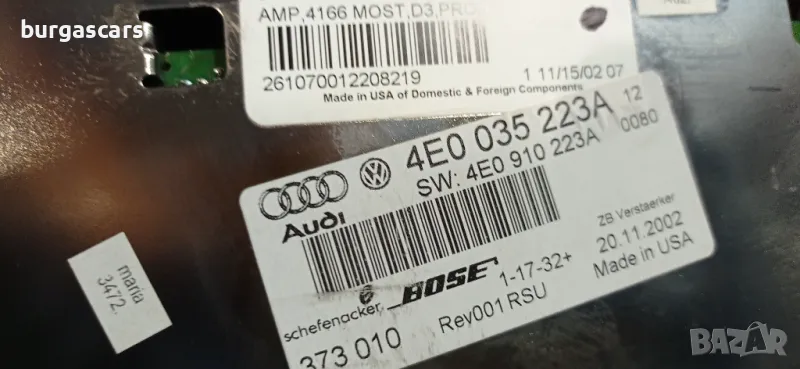 burgascars
AMP,4166 MOST,D3,PRO
261070012208219
1 11/15/02 07
Made in USA of Domestic & Foreign Components
4E0 035 223A 12
SW: 4E0 910 223A 0080
Audi
ZB Verstaerker
20.11.2002
Made in USA
schefenacker
BOSE
1-17-32+
373 010
Rev001 RSU
maria
3472
BAZAR